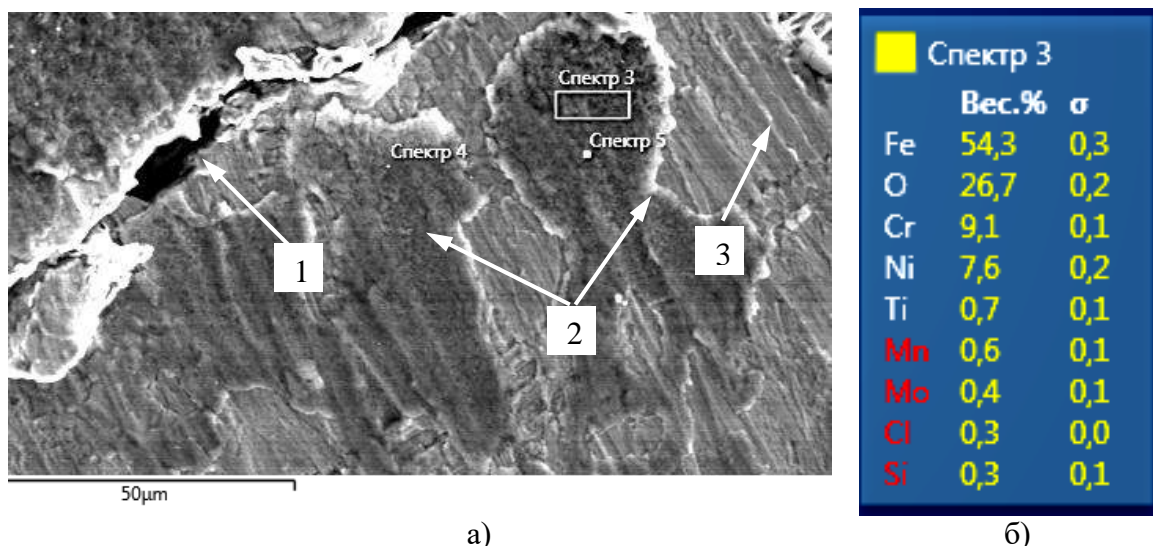 Спектр 3
Спектр 4
Спектр 5
1
2
3
50µm
а)
Спектр 3
Вес.% σ
Fe 54,3 0,3
O 26,7 0,2
Cr 9,1 0,1
Ni 7,6 0,2
Ti 0,7 0,1
Mn 0,6 0,1
Mo 0,4 0,1
Cl 0,3 0,0
Si 0,3 0,1
б)